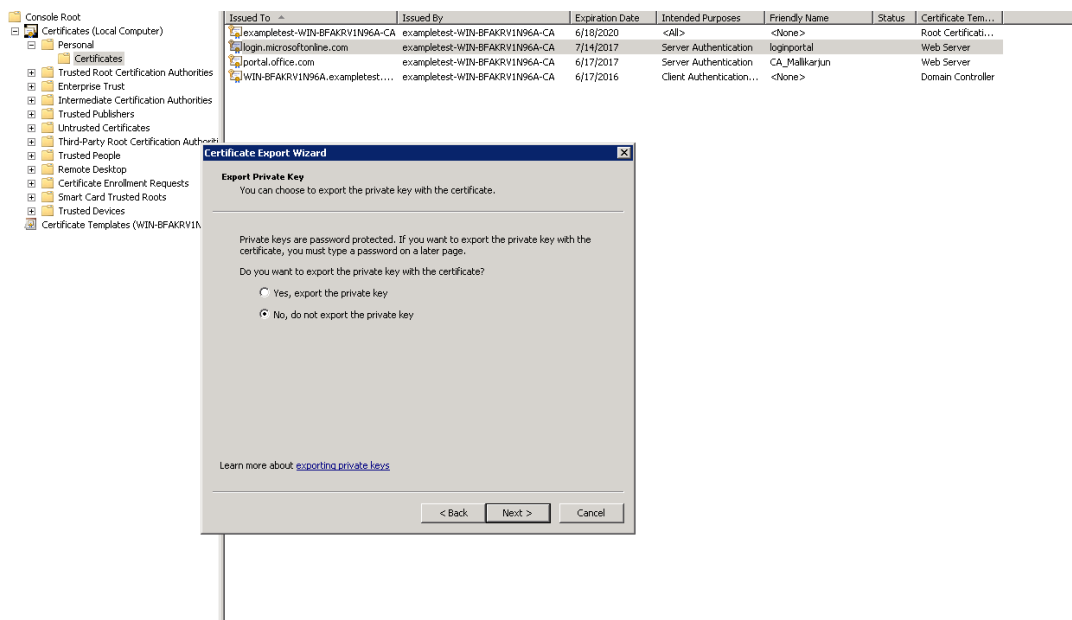 Console Root
Certificates (Local Computer)
Personal
Certificates
Trusted Root Certification Authorities
Enterprise Trust
Intermediate Certification Authorities
Trusted Publishers
Untrusted Certificates
Third-Party Root Certification Authoriti
Trusted People
Remote Desktop
Certificate Enrollment Requests
Smart Card Trusted Roots
Trusted Devices
Certificate Templates (WIN-BFAKRV1N
Issued To Issued By Expiration Date Intended Purposes Friendly Name Status Certificate Tem...
exampletest-WIN-BFAKRV1N96A-CA exampletest-WIN-BFAKRV1N96A-CA 6/18/2020 <All> <None> Root Certificati...
login.microsoftonline.com exampletest-WIN-BFAKRV1N96A-CA 7/14/2017 Server Authentication loginportal Web Server
portal.office.com exampletest-WIN-BFAKRV1N96A-CA 6/17/2017 Server Authentication CA_Mallikarjun Web Server
WIN-BFAKRV1N96A.exampletest.... exampletest-WIN-BFAKRV1N96A-CA 6/17/2016 Client Authentication... <None> Domain Controller
Certificate Export Wizard
Export Private Key
You can choose to export the private key with the certificate.
Private keys are password protected. If you want to export the private key with the
certificate, you must type a password on a later page.
Do you want to export the private key with the certificate?
Yes, export the private key
No, do not export the private key
Learn more about exporting private keys
< Back Next > Cancel